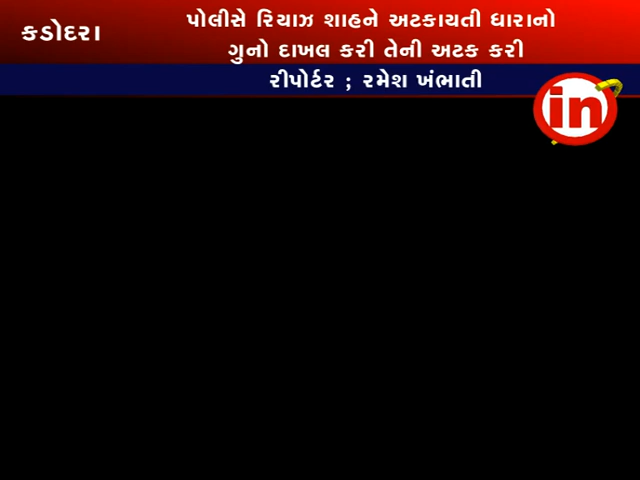 કડોદરા
પોલીસે રિયાઝ શાહને અટકાયતી ધારાનો
ગુનો દાખલ કરી તેની અટક કરી
રીપોર્ટર ; રમેશ ખંભાતી
in